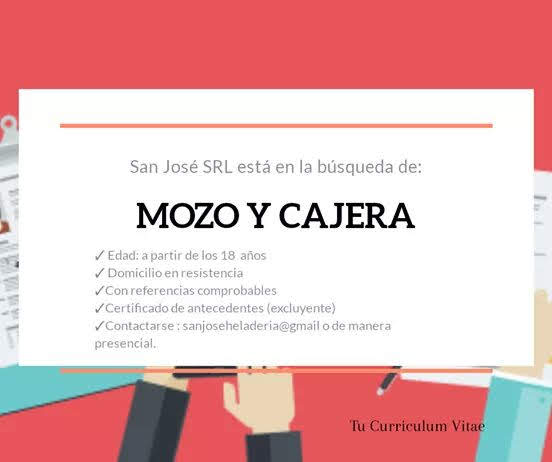 San José SRL está en la búsqueda de:
MOZO Y CAJERA
✓ Edad: a partir de los 18 años
✓ Domicilio en resistencia
✓Con referencias comprobables
✓Certificado de antecedentes (excluyente)
✓Contactarse : sanjoseheladeria@gmail o de manera
presencial.
Tu Curriculum Vitae